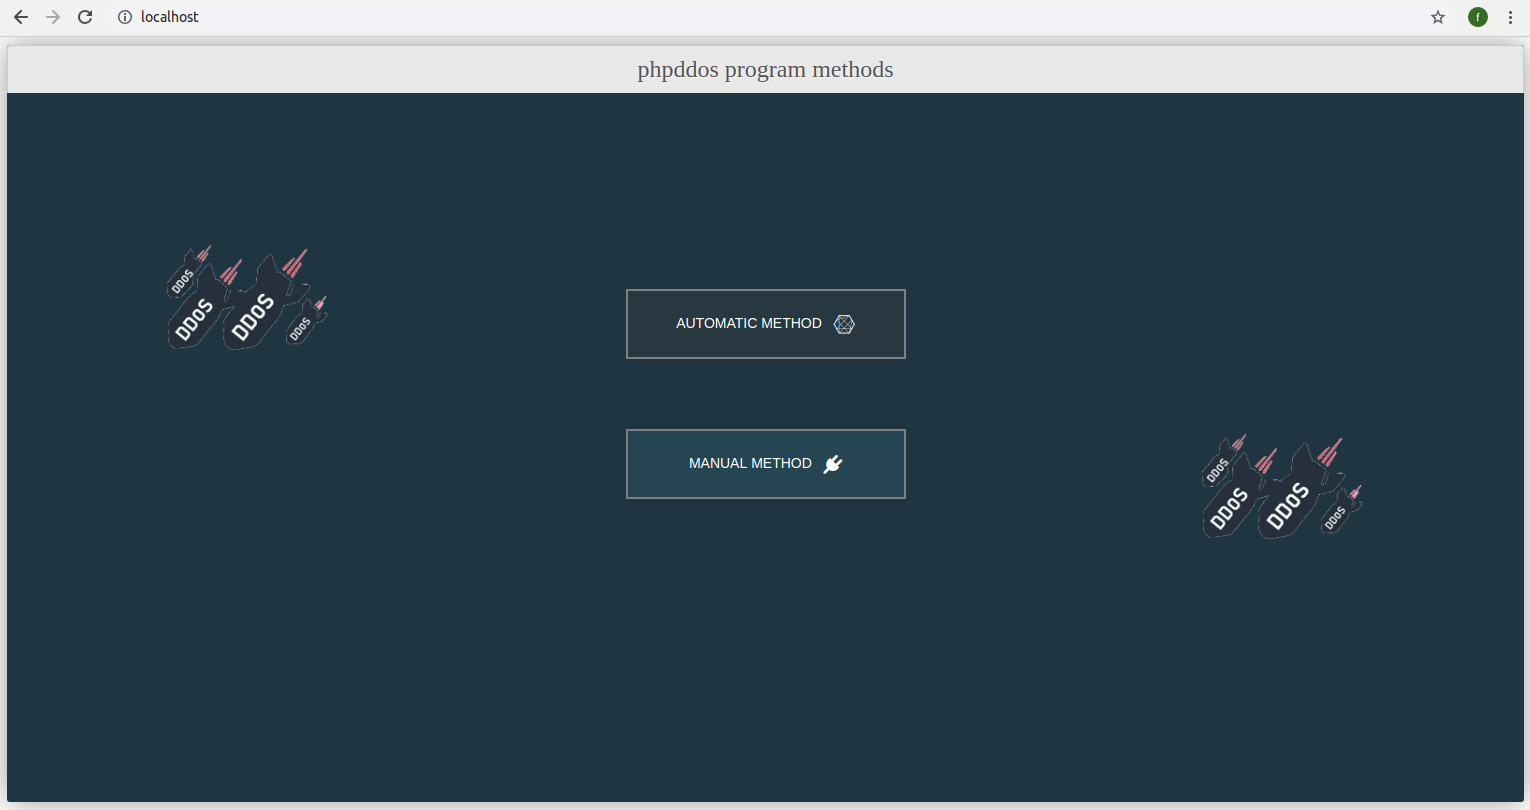 localhost
f
phpddos program methods
DDoS
DDoS
DDoS
DDoS
AUTOMATIC METHOD
MANUAL METHOD
DDoS
DDoS
DDoS
DDoS